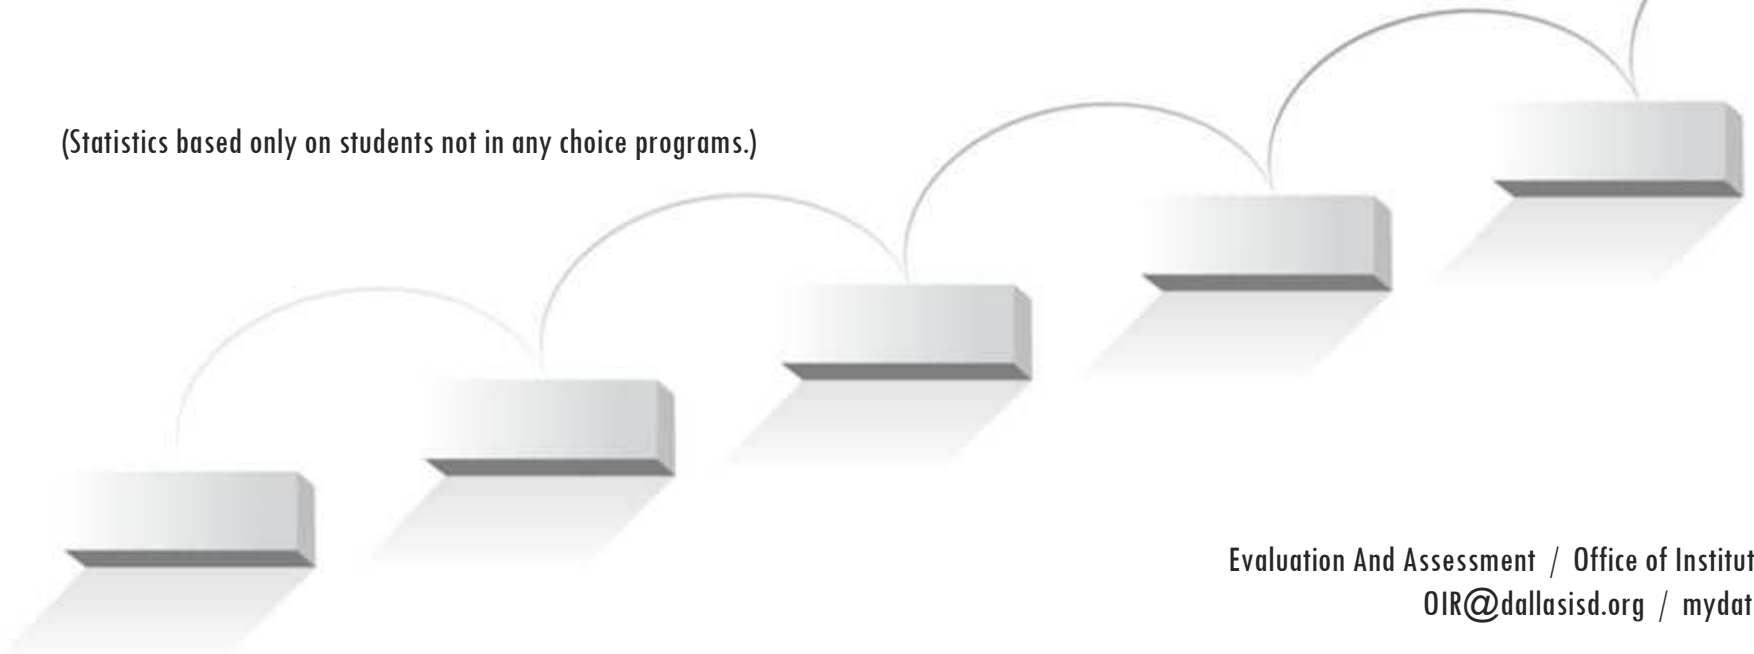 (Statistics based only on students not in any choice programs.)
Evaluation And Assessment / Office of Institut
OIR@dallasisd.org / mydat